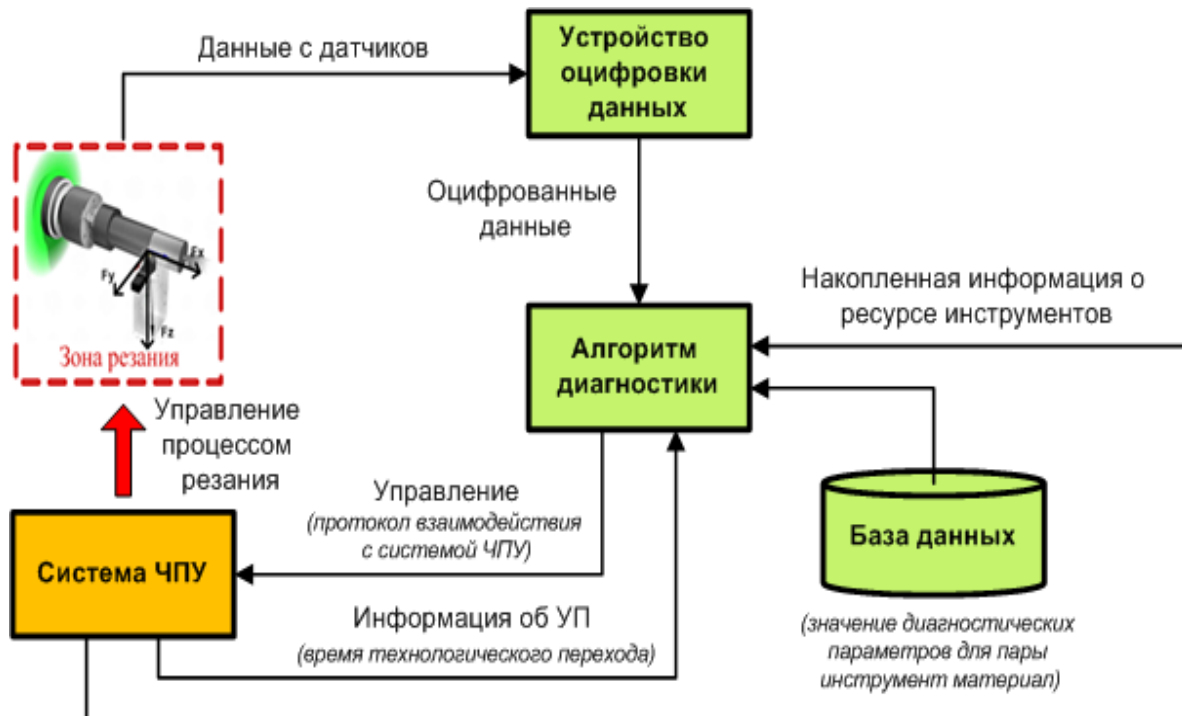 Данные с датчиков
Устройство
оцифровки
данных
Оцифрованные
данные
Fx
Fy
Fz
Зона резания
Накопленная информация о
ресурсе инструментов
Алгоритм
диагностики
Управление
процессом
резания
Управление
(протокол взаимодействия
с системой ЧПУ)
База данных
Система ЧПУ
Информация об УП
(время технологического перехода)
(значение диагностических
параметров для пары
инструмент материал)